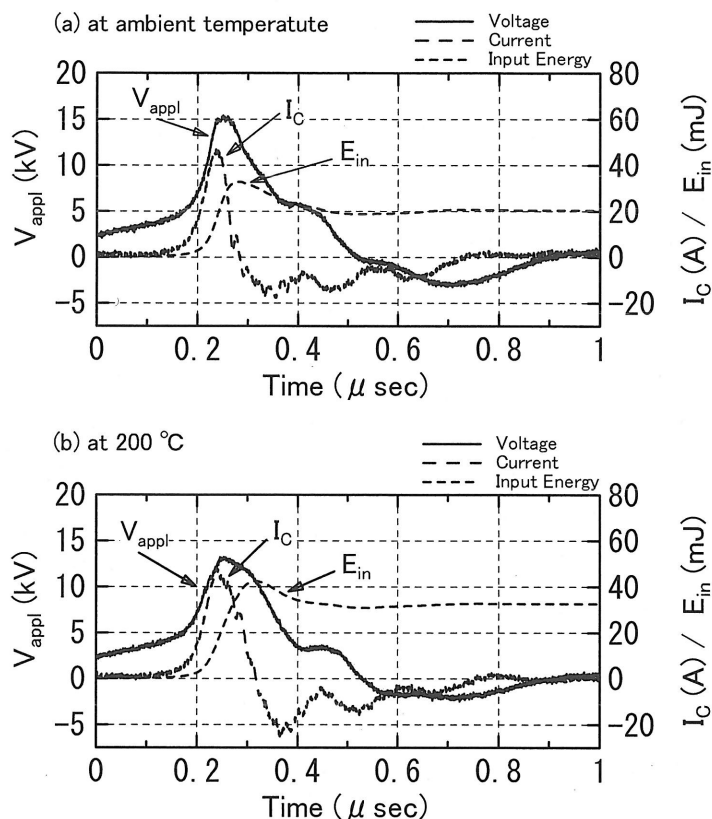 (a) at ambient temperatute
Voltage
Current
Input Energy
20
15
10
5
0
-5
V_appl (kV)
V_appl
I_C
E_in
80
60
40
20
0
-20
I_C (A) / E_in (mJ)
0 0.2 0.4 0.6 0.8 1
Time (μ sec)
(b) at 200 ℃
Voltage
Current
Input Energy
20
15
10
5
0
-5
V_appl (kV)
V_appl
I_C
E_in
80
60
40
20
0
-20
I_C (A) / E_in (mJ)
0 0.2 0.4 0.6 0.8 1
Time (μ sec)